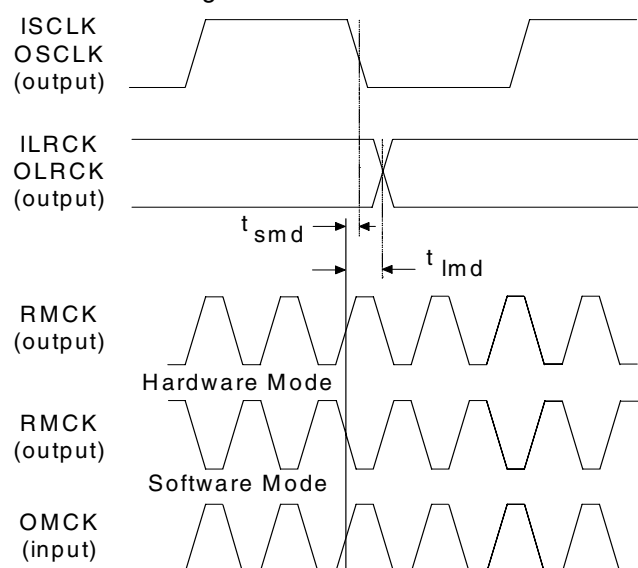 ISCLK
OSCLK
(output)
ILRCK
OLRCK
(output)
t smd
t lmd
RMCK
(output)
Hardware Mode
RMCK
(output)
Software Mode
OMCK
(input)